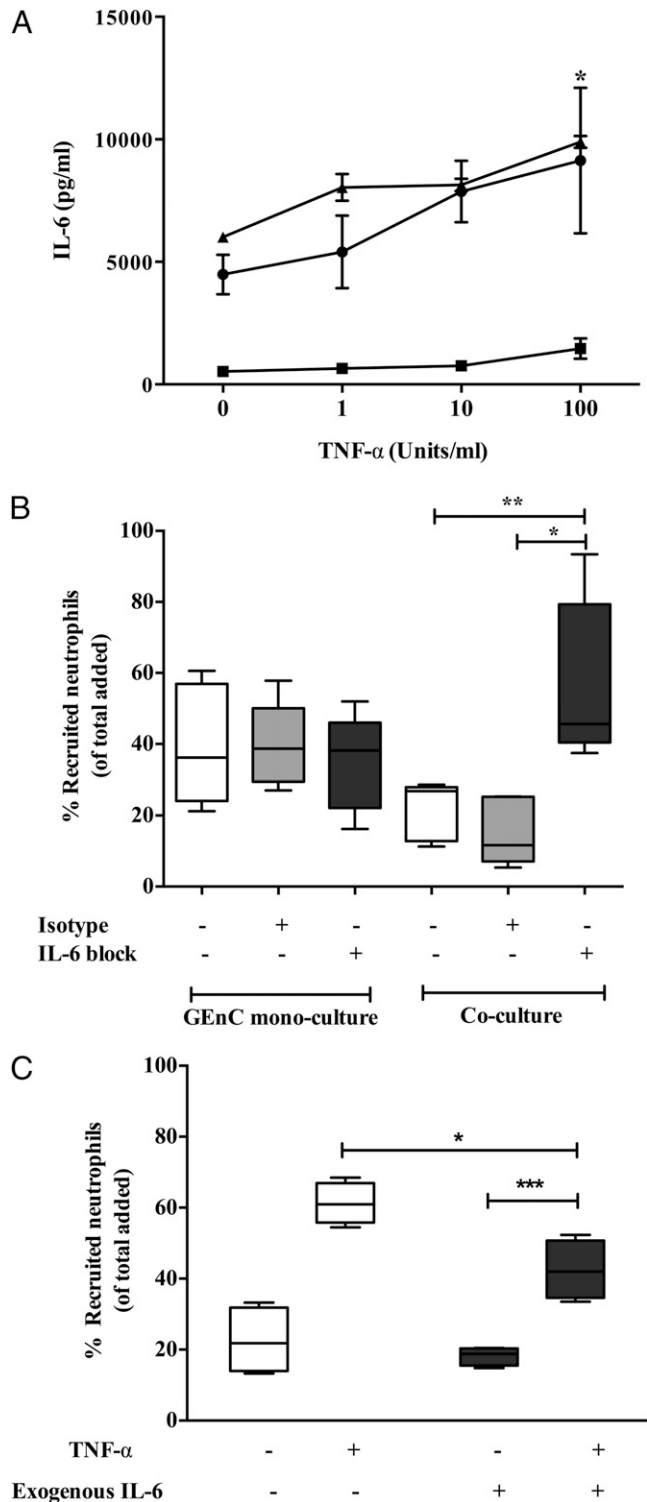 A
15000
10000
5000
0
IL-6 (pg/ml)
*
0 1 10 100
TNF-α (Units/ml)
B
100
80
60
40
20
0
% Recruited neutrophils
(of total added)
**
*
Isotype - + - - + -
IL-6 block - - + - - +
GEnC mono-culture Co-culture
C
100
80
60
40
20
0
% Recruited neutrophils
(of total added)
*
***
TNF-α - + - +
Exogenous IL-6 - - + +